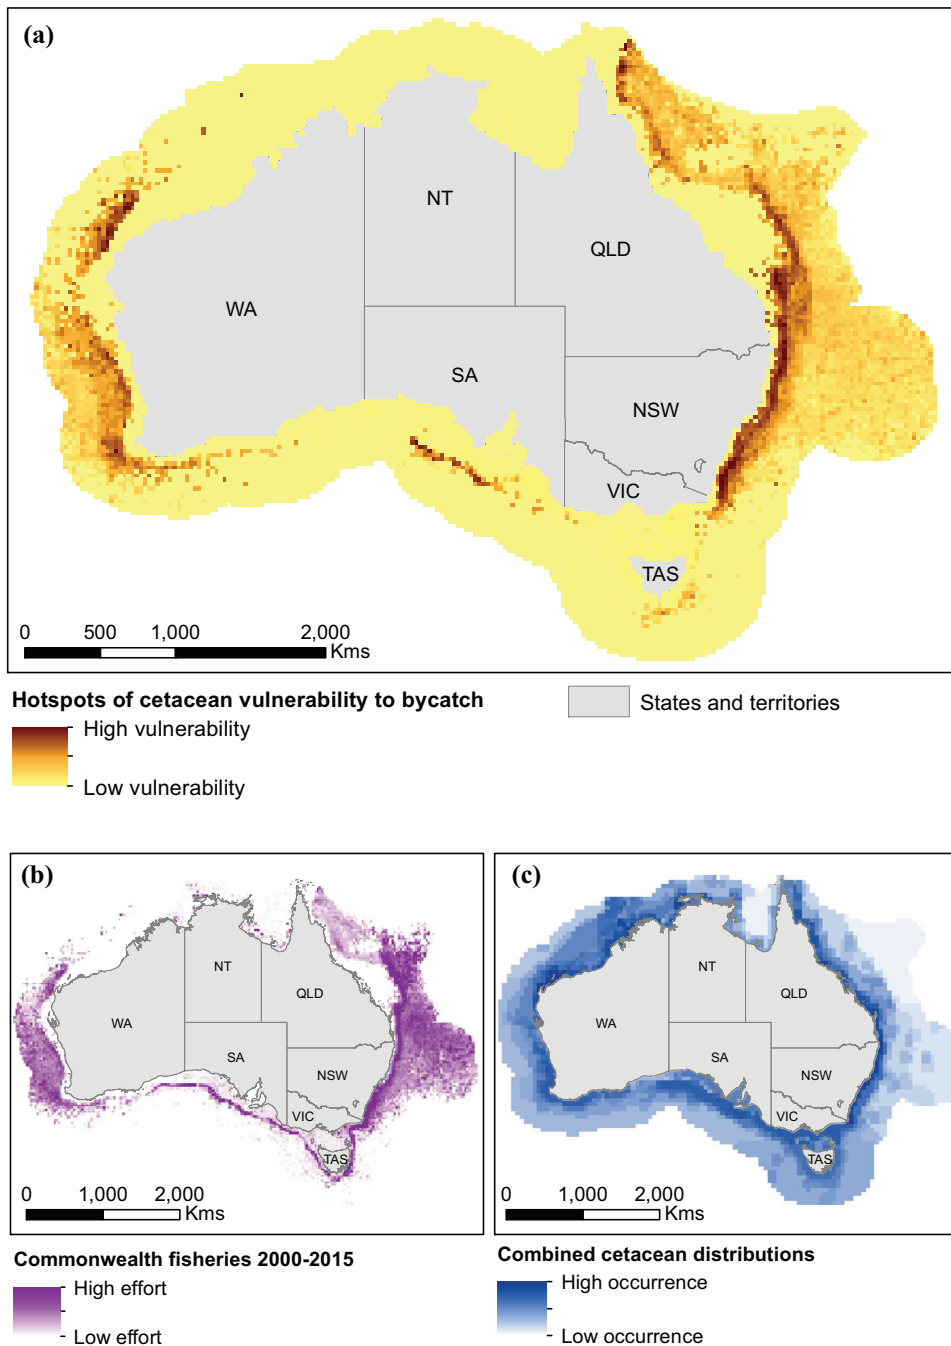 (a)
NT
QLD
WA
SA
NSW
VIC
TAS
0 500 1,000 2,000
Kms
Hotspots of cetacean vulnerability to bycatch
High vulnerability
Low vulnerability
States and territories
(b)
NT
QLD
WA
SA
NSW
VIC
TAS
0 1,000 2,000
Kms
Commonwealth fisheries 2000-2015
High effort
Low effort
(c)
NT
QLD
WA
SA
NSW
VIC
TAS
0 1,000 2,000
Kms
Combined cetacean distributions
High occurrence
Low occurrence